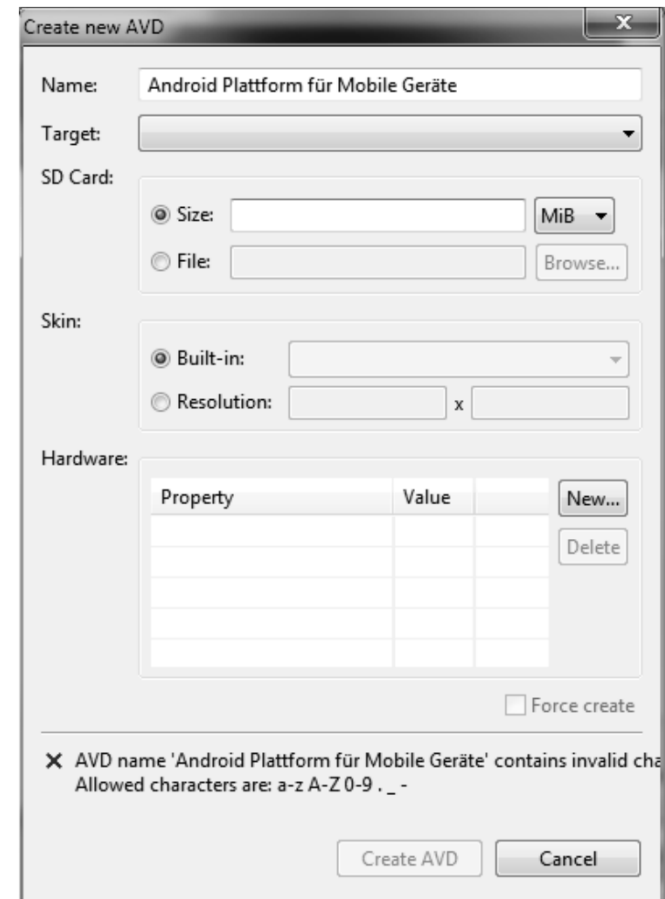 Create new AVD
Name: Android Plattform für Mobile Geräte
Target:
SD Card:
Size: MiB
File: Browse...
Skin:
Built-in:
Resolution: x
Hardware:
Property Value New...
Delete
Force create
AVD name 'Android Plattform für Mobile Geräte' contains invalid cha
Allowed characters are: a-z A-Z 0-9 . _ -
Create AVD Cancel